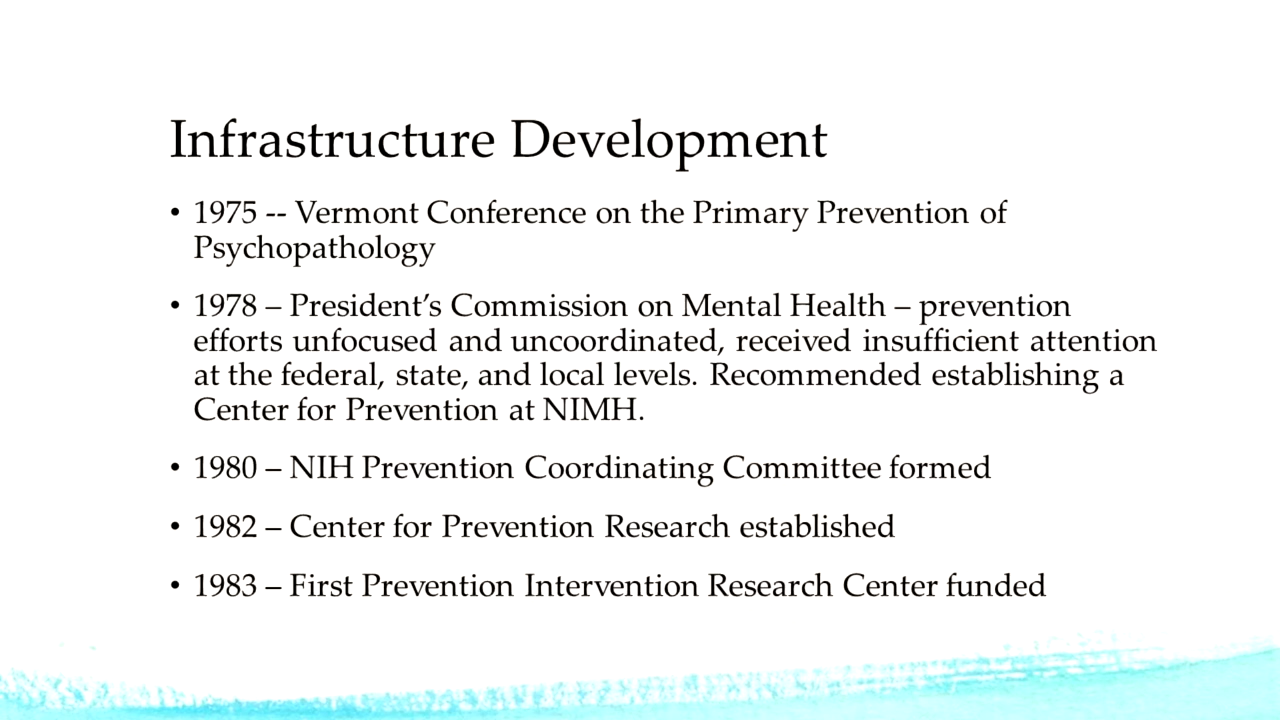 Infrastructure Development
• 1975 -- Vermont Conference on the Primary Prevention of
Psychopathology
• 1978 – President’s Commission on Mental Health – prevention
efforts unfocused and uncoordinated, received insufficient attention
at the federal, state, and local levels. Recommended establishing a
Center for Prevention at NIMH.
• 1980 – NIH Prevention Coordinating Committee formed
• 1982 – Center for Prevention Research established
• 1983 – First Prevention Intervention Research Center funded